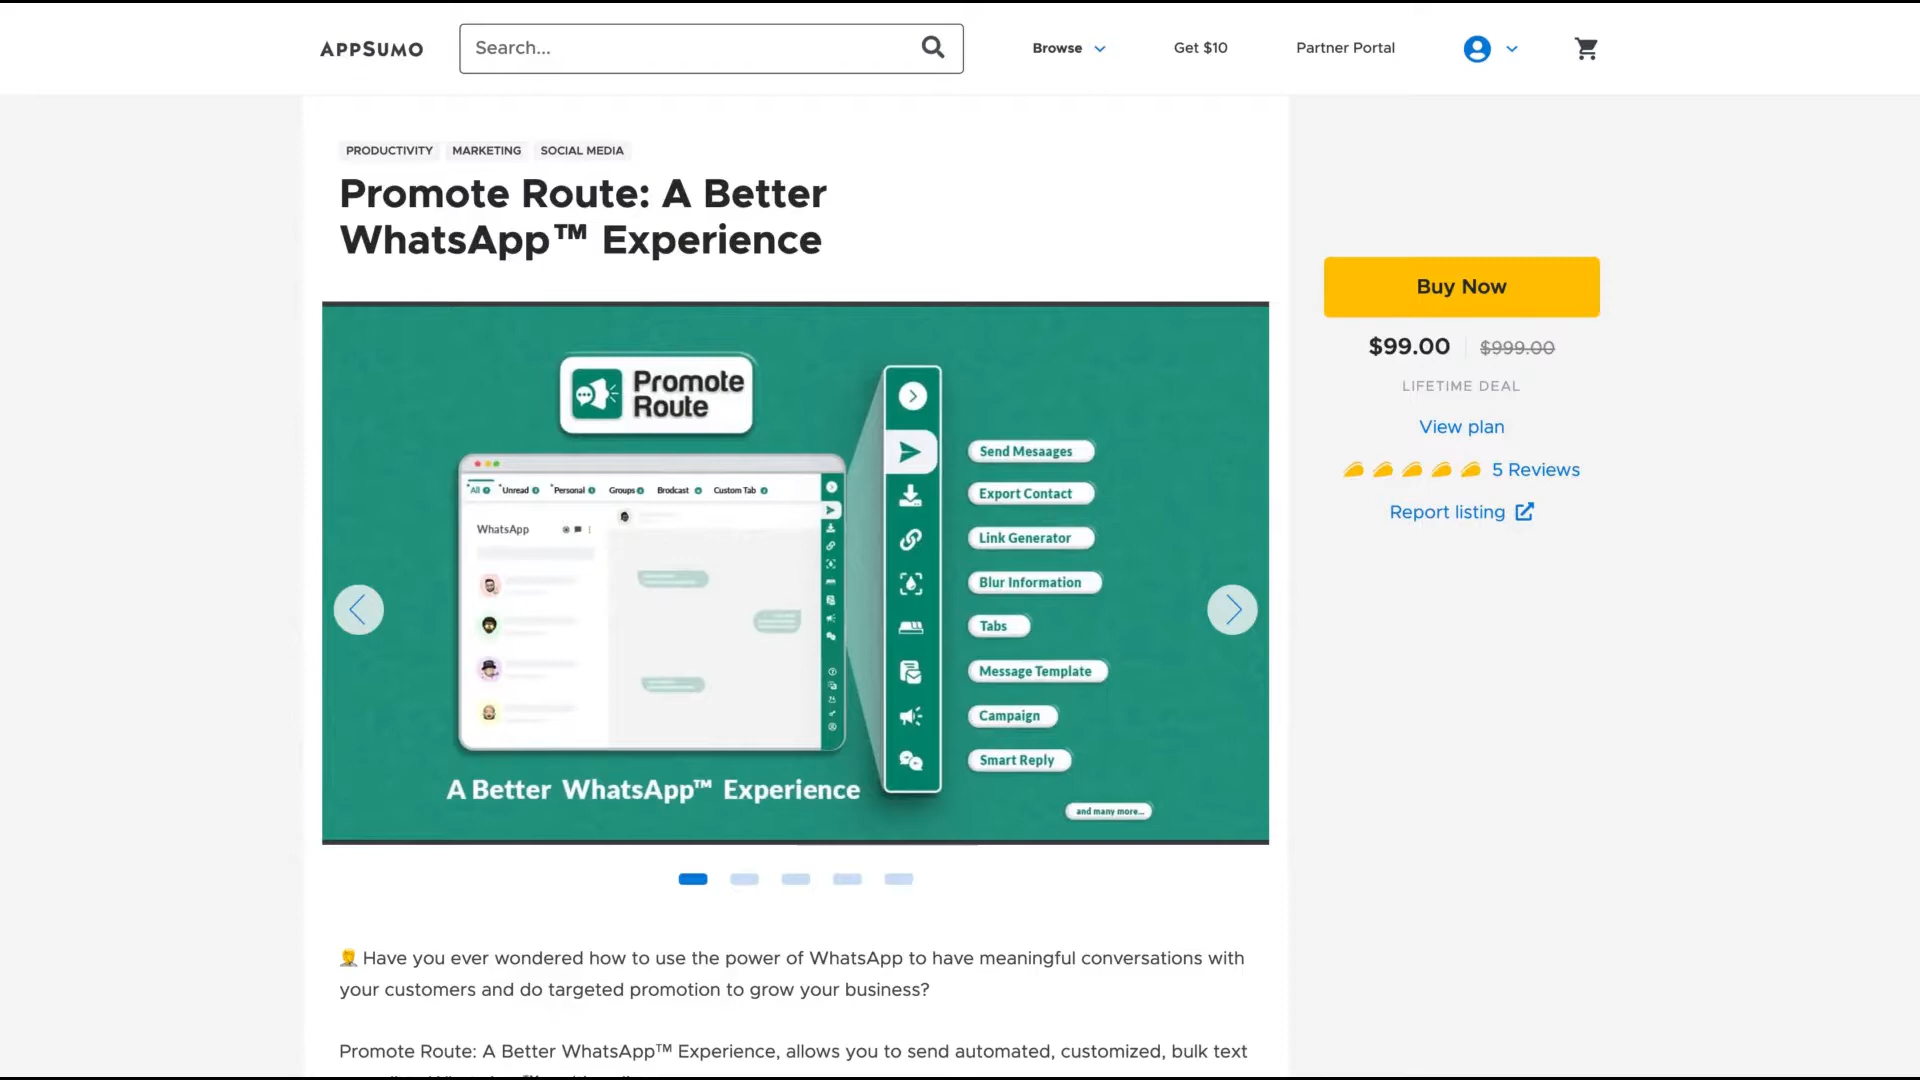 APPSUMO
Search...
Browse
Get $10
Partner Portal
PRODUCTIVITY
MARKETING
SOCIAL MEDIA
Promote Route: A Better
WhatsApp™ Experience
Buy Now
$99.00
$999.00
LIFETIME DEAL
View plan
5 Reviews
Report listing
Promote
Route
All
Unread
Personal
Groups
Brodcast
Custom Tab
WhatsApp
Send Mesaages
Export Contact
Link Generator
Blur Information
Tabs
Message Template
Campaign
Smart Reply
and many more...
A Better WhatsApp™ Experience
Have you ever wondered how to use the power of WhatsApp to have meaningful conversations with
your customers and do targeted promotion to grow your business?
Promote Route: A Better WhatsApp™ Experience, allows you to send automated, customized, bulk text